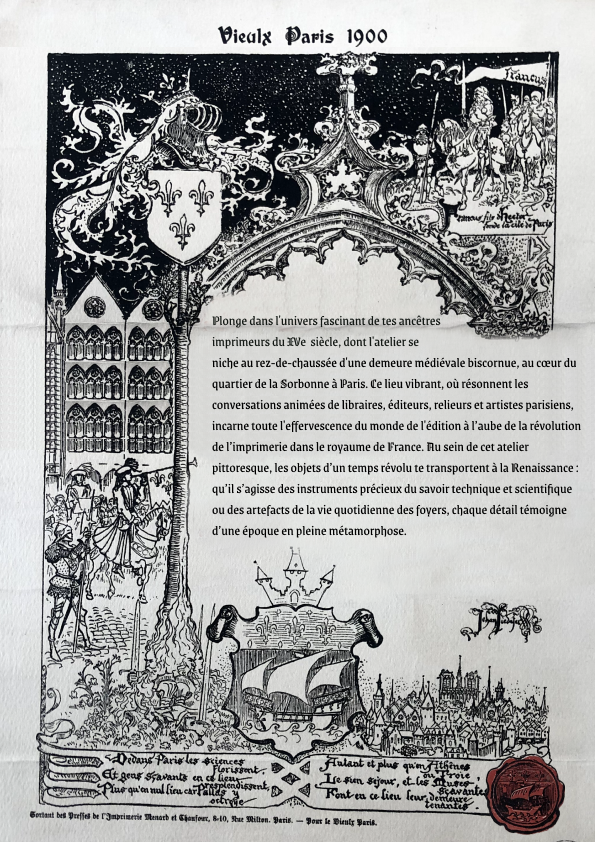 Vieulx Paris 1900
Francus
Francus fils d'Hector
fonde la cité de Paris
Plonge dans l'univers fascinant de tes ancêtres
imprimeurs du XVe siècle, dont l'atelier se
niche au rez-de-chaussée d'une demeure médiévale biscornue, au cœur du
quartier de la Sorbonne à Paris. Ce lieu vibrant, où résonnent les
conversations animées de libraires, éditeurs, relieurs et artistes parisiens,
incarne toute l'effervescence du monde de l'édition à l'aube de la révolution
de l'imprimerie dans le royaume de France. Au sein de cet atelier
pittoresque, les objets d'un temps révolu te transportent à la Renaissance :
qu'il s'agisse des instruments précieux du savoir technique et scientifique
ou des artefacts de la vie quotidienne des foyers, chaque détail témoigne
d'une époque en pleine métamorphose.
Dedans Paris les sciences
florissent,
Et gens sçavants en ce lieu
resplendissent,
Plus qu'en nul lieu car Pallas y
octroye
Autant et plus qu'en Athènes
ou Troie,
Le sien sejour, et les Muses
sçavantes
Font en ce lieu leur demeure
tenantes.
Sortant des Presses de l'Imprimerie Menard et Chaufour, 8-10, Rue Milton. Paris. — Pour le Vieulx Paris.